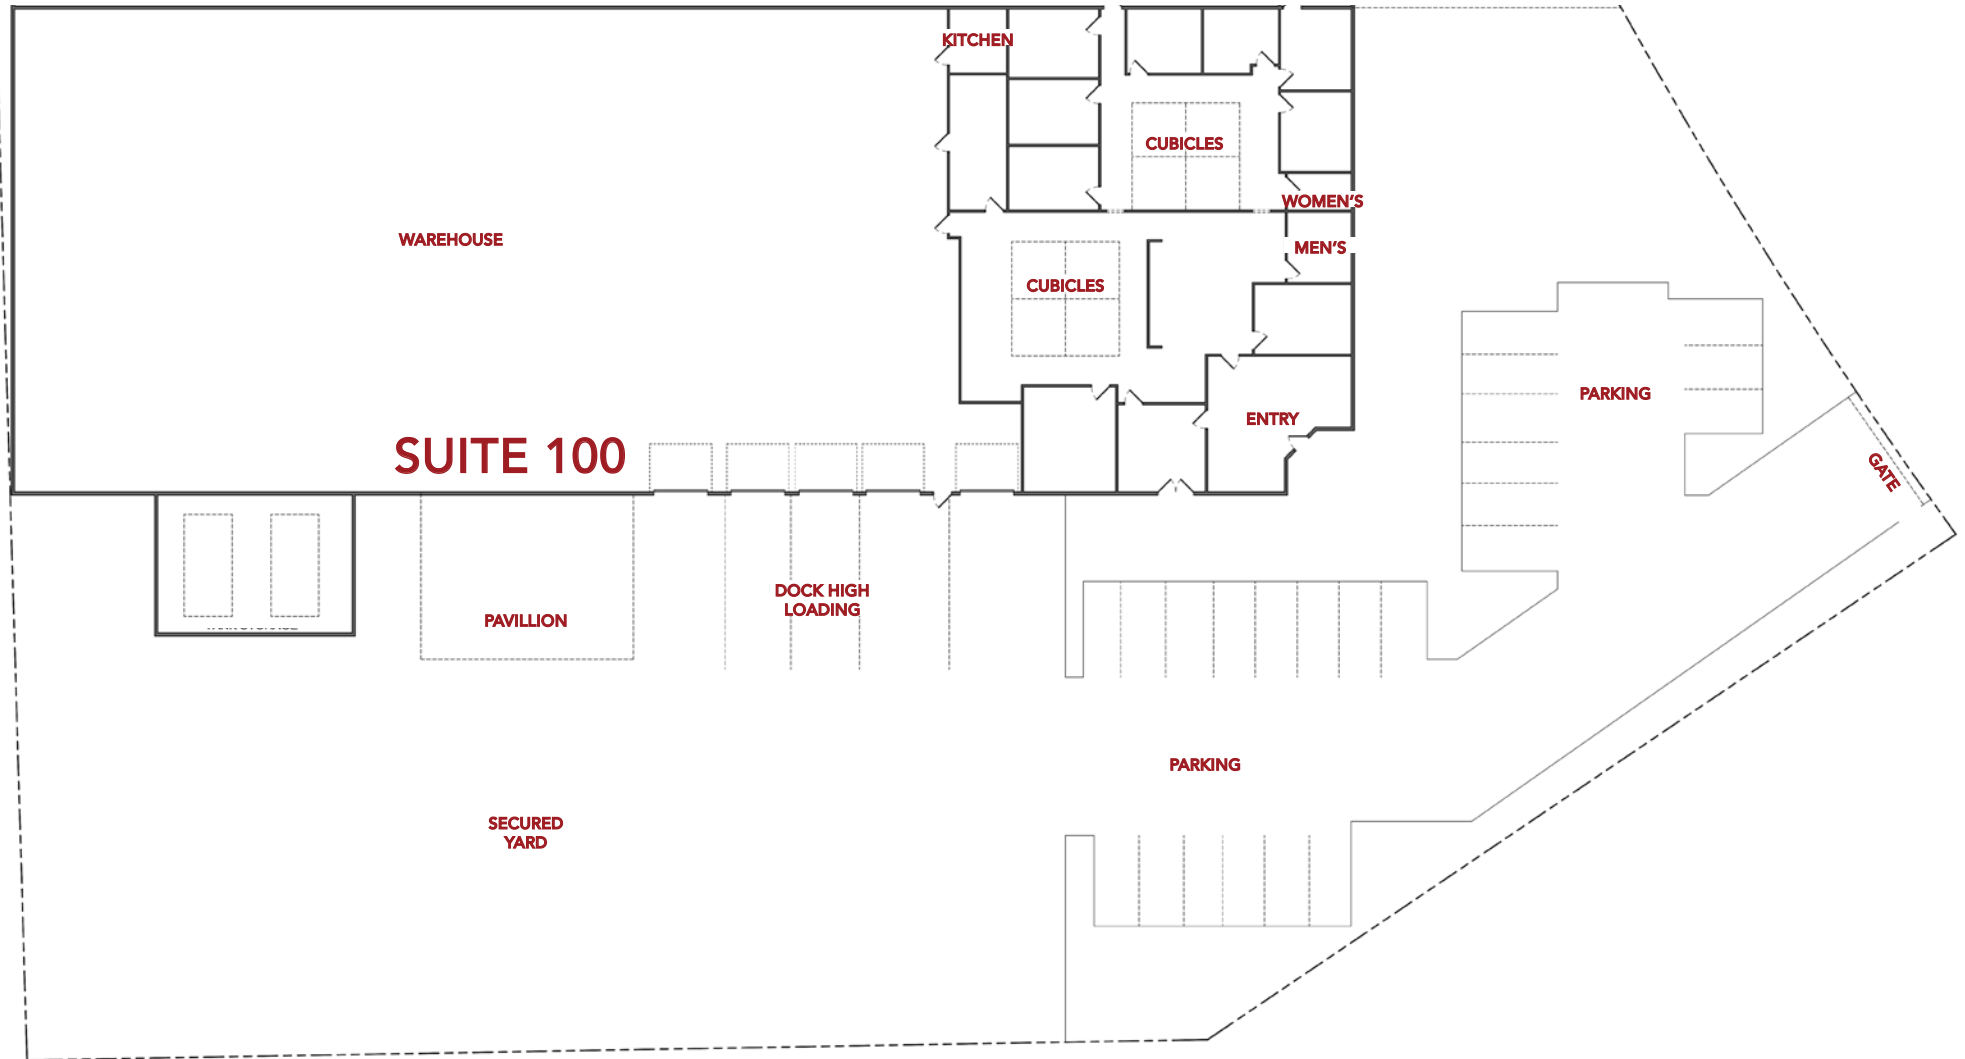 KITCHEN
CUBICLES
WOMEN'S
WAREHOUSE
MEN'S
CUBICLES
PARKING
ENTRY
SUITE 100
GATE
DOCK HIGH
LOADING
PAVILLION
PARKING
SECURED
YARD